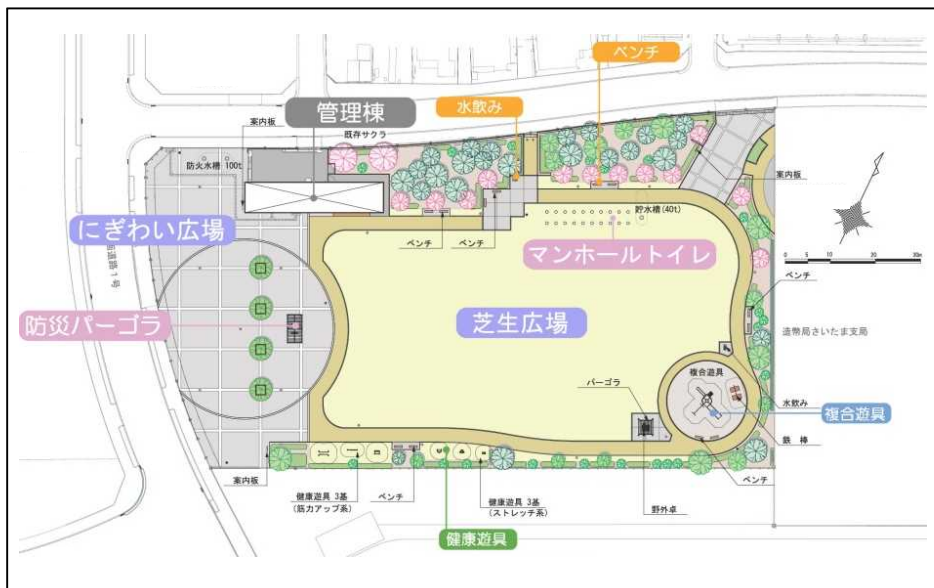 ベンチ
水飲み
案内板
管理棟
既存サクラ
防火水槽 100t
案内板
にぎわい広場
ベンチ
ベンチ
貯水槽(40t)
マンホールトイレ
0 5 10 20 30m
ベンチ
防災パーゴラ
芝生広場
造幣局さいたま支局
複合遊具
パーゴラ
水飲み
複合遊具
鉄 棒
案内板
健康遊具 3基
(筋力アップ系)
ベンチ
健康遊具 3基
(ストレッチ系)
野外卓
ベンチ
健康遊具